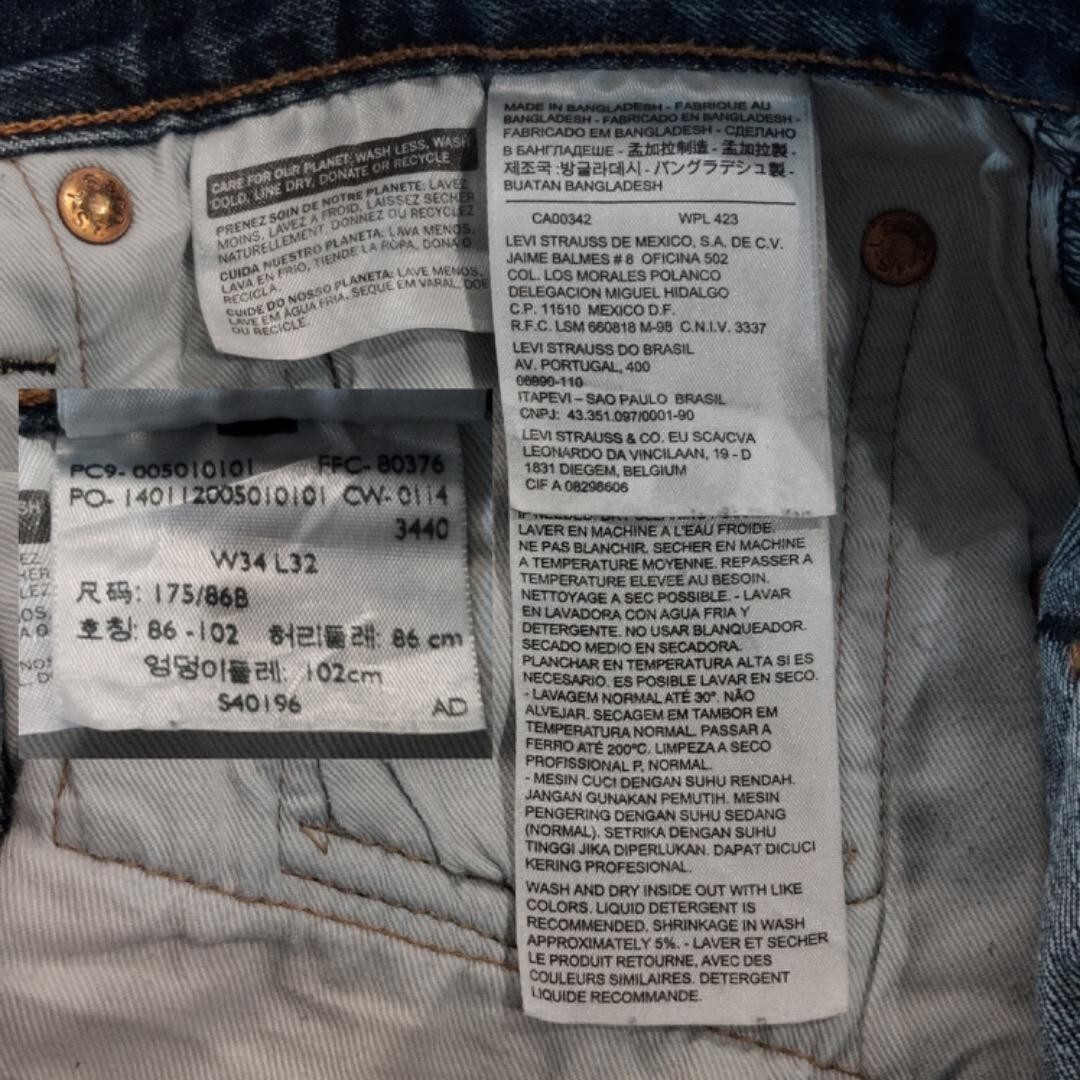 CARE FOR OUR PLANET: WASH LESS, WASH
COLD, LINE DRY, DONATE OR RECYCLE
PRENEZ SOIN DE NOTRE PLANETE: LAVEZ
MOINS, LAVEZ A FROID, LAISSEZ SECHER
NATURELLEMENT, DONNEZ OU RECYCLEZ
CUIDA NUESTRO PLANETA: LAVA MENOS,
LAVA EN FRIO, TIENDE LA ROPA, DONA O
RECICLA.
CUIDE DO NOSSO PLANETA: LAVE MENOS,
LAVE EM AGUA FRIA, SEQUE EM VARAL, DOE
OU RECICLE.
MADE IN BANGLADESH - FABRIQUE AU
BANGLADESH - FABRICADO EN BANGLADESH -
FABRICADO EM BANGLADESH - СДЕЛАНО
В БАНГЛАДЕШЕ - 孟加拉制造 - 孟加拉製 -
제조국 :방글라데시 - バングラデシュ製 -
BUATAN BANGLADESH
CA00342 WPL 423
LEVI STRAUSS DE MEXICO, S.A. DE C.V.
JAIME BALMES # 8 OFICINA 502
COL. LOS MORALES POLANCO
DELEGACION MIGUEL HIDALGO
C.P. 11510 MEXICO D.F.
R.F.C. LSM 660818 M-98 C.N.I.V. 3337
LEVI STRAUSS DO BRASIL
AV. PORTUGAL, 400
06690-110
ITAPEVI – SAO PAULO BRASIL
CNPJ: 43.351.097/0001-90
LEVI STRAUSS & CO. EU SCA/CVA
LEONARDO DA VINCILAAN, 19 - D
1831 DIEGEM, BELGIUM
CIF A 08298606
IF NEEDED. DRY
LAVER EN MACHINE A L'EAU FROIDE.
NE PAS BLANCHIR. SECHER EN MACHINE
A TEMPERATURE MOYENNE. REPASSER A
TEMPERATURE ELEVEE AU BESOIN.
NETTOYAGE A SEC POSSIBLE. - LAVAR
EN LAVADORA CON AGUA FRIA Y
DETERGENTE. NO USAR BLANQUEADOR.
SECADO MEDIO EN SECADORA.
PLANCHAR EN TEMPERATURA ALTA SI ES
NECESARIO. ES POSIBLE LAVAR EN SECO.
- LAVAGEM NORMAL ATÉ 30°. NÃO
ALVEJAR. SECAGEM EM TAMBOR EM
TEMPERATURA NORMAL. PASSAR A
FERRO ATÉ 200°C. LIMPEZA A SECO
PROFISSIONAL P, NORMAL.
- MESIN CUCI DENGAN SUHU RENDAH.
JANGAN GUNAKAN PEMUTIH. MESIN
PENGERING DENGAN SUHU SEDANG
(NORMAL). SETRIKA DENGAN SUHU
TINGGI JIKA DIPERLUKAN. DAPAT DICUCI
KERING PROFESIONAL.
WASH AND DRY INSIDE OUT WITH LIKE
COLORS. LIQUID DETERGENT IS
RECOMMENDED. SHRINKAGE IN WASH
APPROXIMATELY 5%. - LAVER ET SECHER
LE PRODUIT RETOURNE, AVEC DES
COULEURS SIMILAIRES. DETERGENT
LIQUIDE RECOMMANDE.
PC9- 005010101 FFC- 80376
PO- 140112005010101 CW- 0114
3440
W34 L32
尺码: 175/86B
호칭: 86 -102 허리둘레: 86 cm
엉덩이둘레: 102cm
S40196 AD